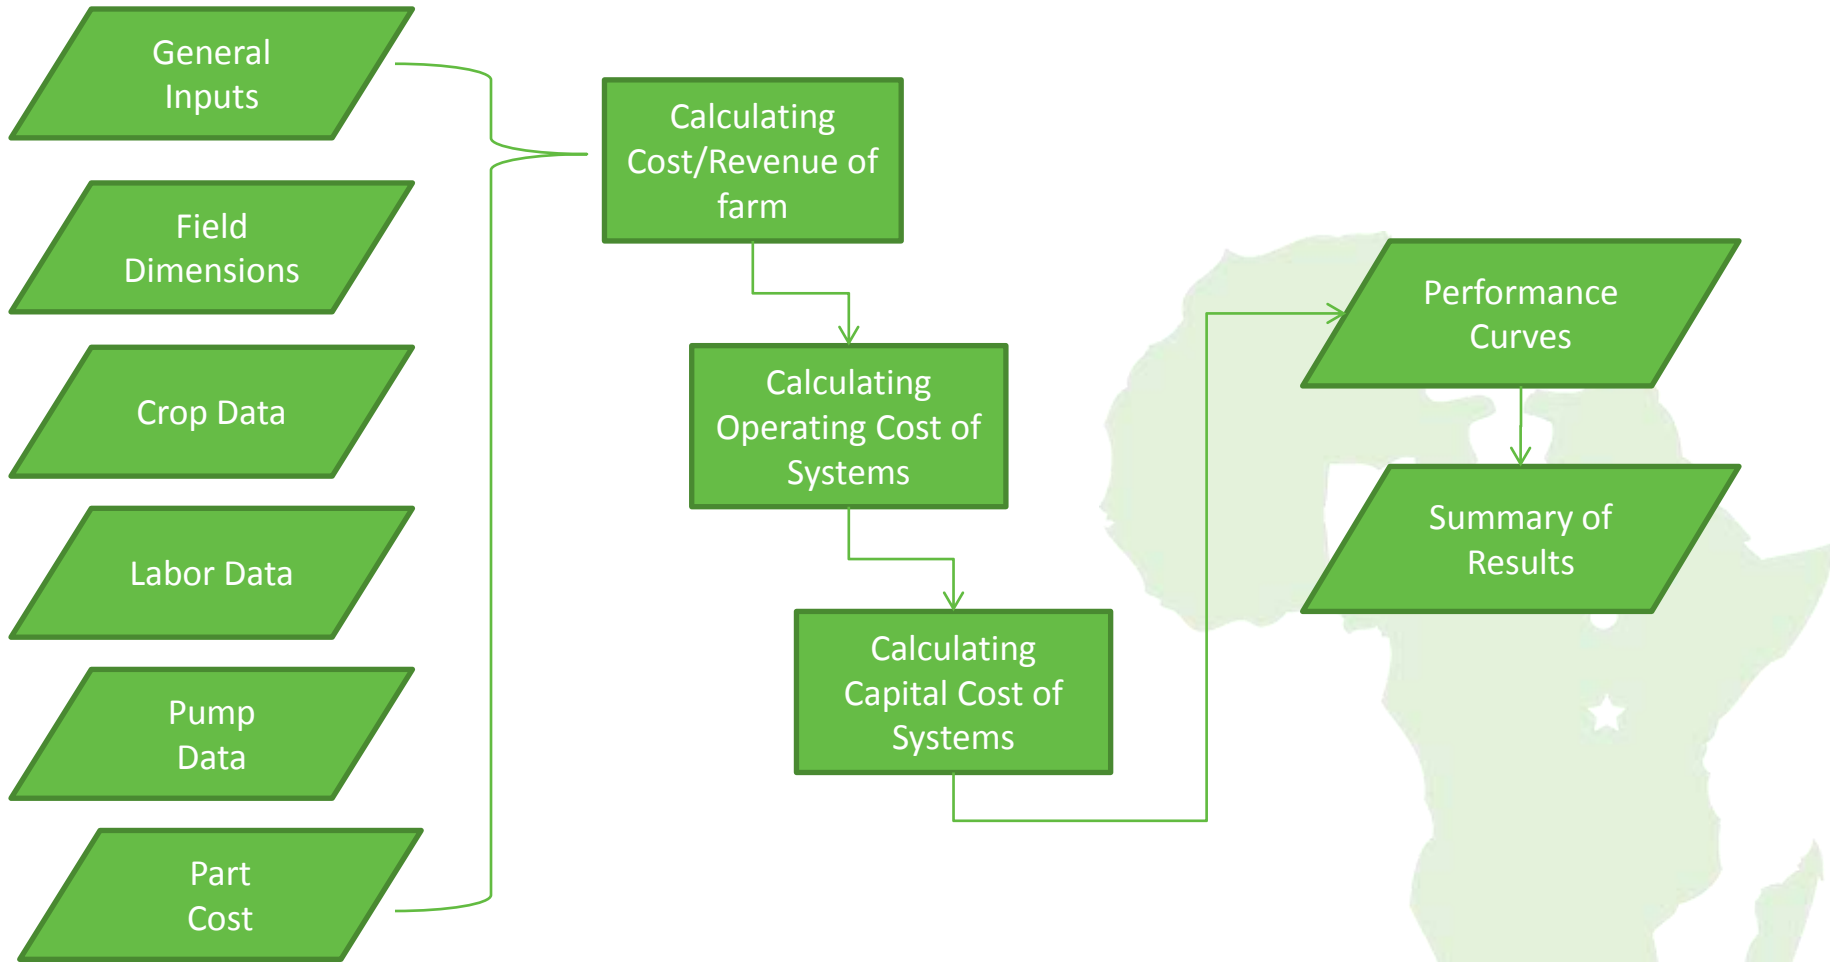 General
Inputs
Field
Dimensions
Crop Data
Labor Data
Pump
Data
Part
Cost
Calculating
Cost/Revenue of
farm
Calculating
Operating Cost of
Systems
Calculating
Capital Cost of
Systems
Performance
Curves
Summary of
Results